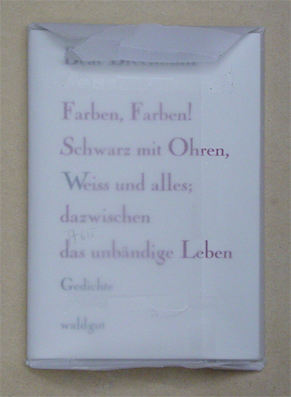 Farben, Farben!
Schwarz mit Ohren,
Weiss und alles;
dazwischen
das unbändige Leben
Gedichte
waldgut